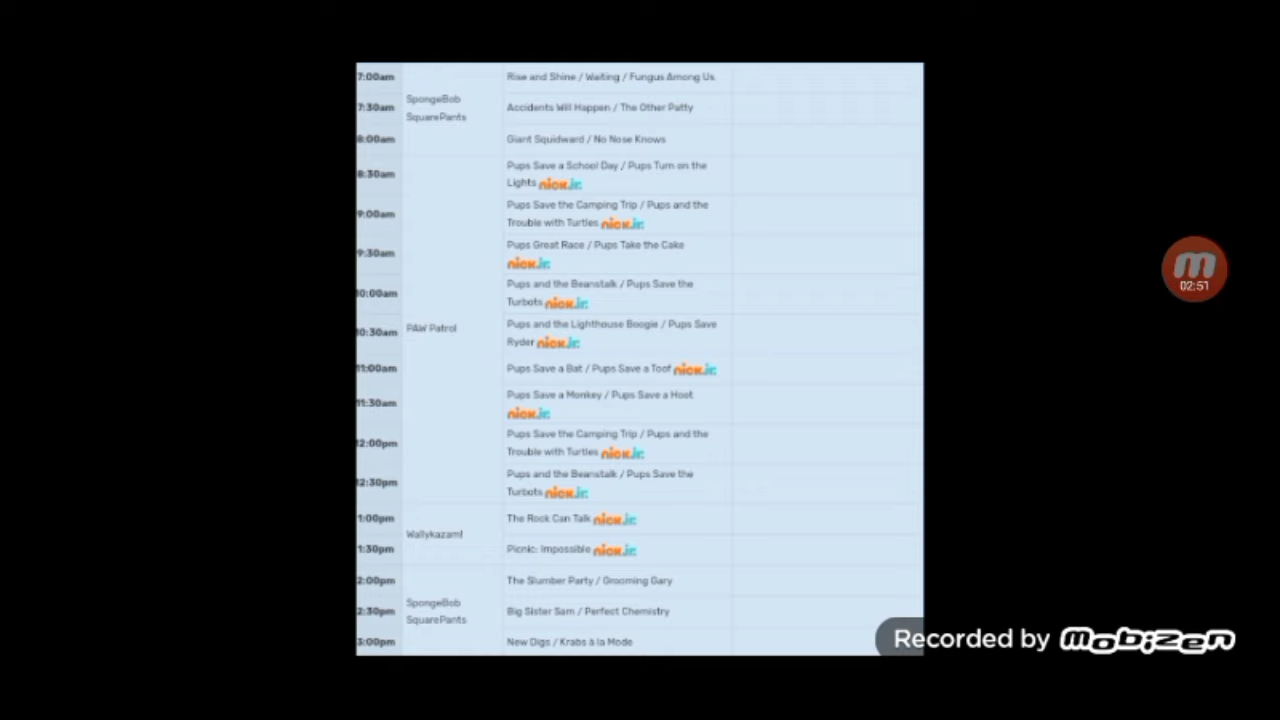 7:00am Rise and Shine / Waiting / Fungus Among Us
SpongeBob
7:30am Accidents Will Happen / The Other Patty
SquarePants
8:00am Giant Squidward / No Nose Knows
Pups Save a School Day / Pups Turn on the
8:30am
Lights nick jr.
Pups Save the Camping Trip / Pups and the
9:00am
Trouble with Turtles nick jr.
Pups Great Race / Pups Take the Cake
9:30am
nick jr.
Pups and the Beanstalk / Pups Save the
10:00am
Turbots nick jr.
Pups and the Lighthouse Boogie / Pups Save
10:30am PAW Patrol
Ryder nick jr.
11:00am Pups Save a Bat / Pups Save a Toof nick jr.
Pups Save a Monkey / Pups Save a Hoot
11:30am
nick jr.
Pups Save the Camping Trip / Pups and the
12:00pm
Trouble with Turtles nick jr.
Pups and the Beanstalk / Pups Save the
12:30pm
Turbots nick jr.
1:00pm The Rock Can Talk nick jr.
Wallykazam!
1:30pm Picnic: Impossible nick jr.
2:00pm The Slumber Party / Grooming Gary
SpongeBob
2:30pm Big Sister Sam / Perfect Chemistry
SquarePants
3:00pm New Digs / Krabs à la Mode
02:51
Recorded by mobizen